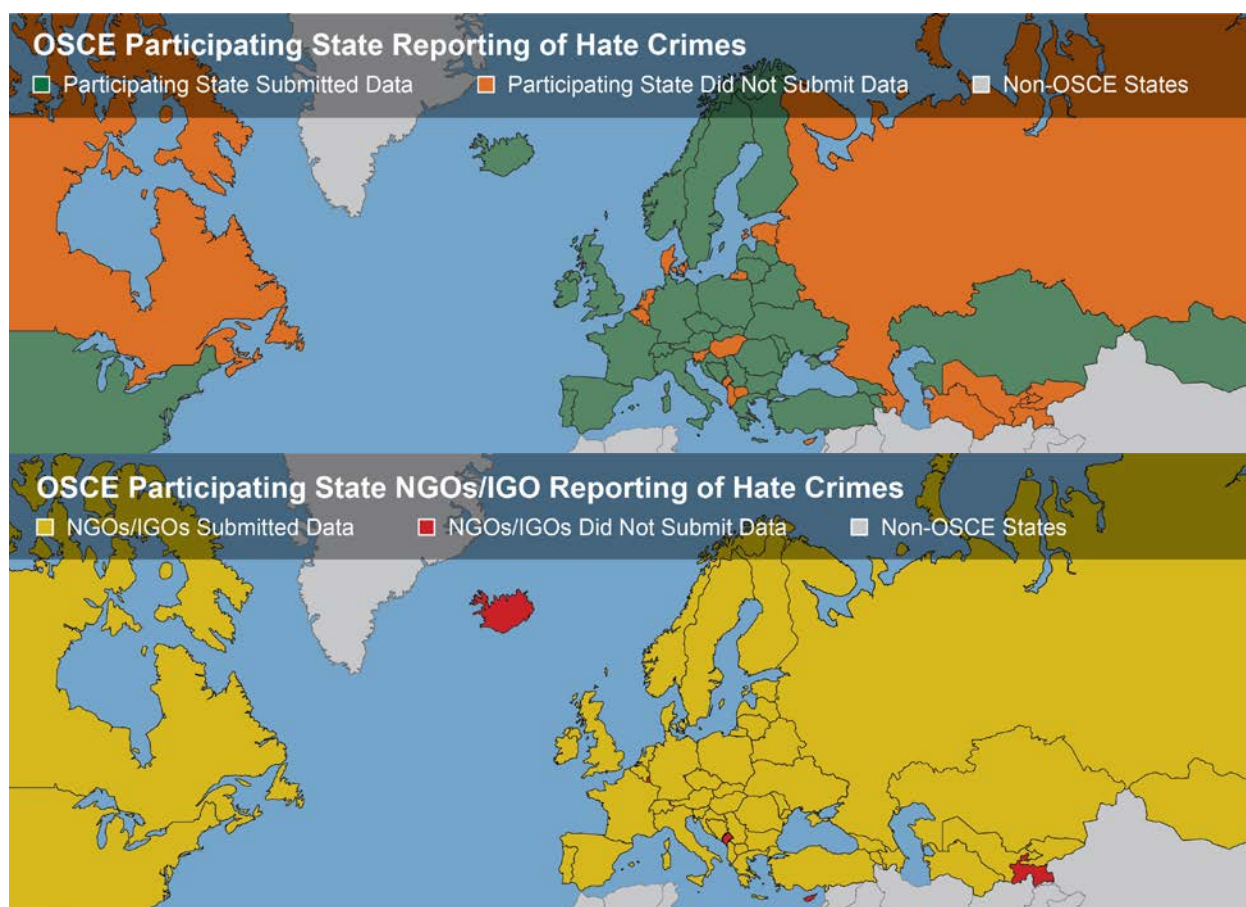 OSCE Participating State Reporting of Hate Crimes
Participating State Submitted Data Participating State Did Not Submit Data Non-OSCE States
OSCE Participating State NGOs/IGO Reporting of Hate Crimes
NGOs/IGOs Submitted Data NGOs/IGOs Did Not Submit Data Non-OSCE States